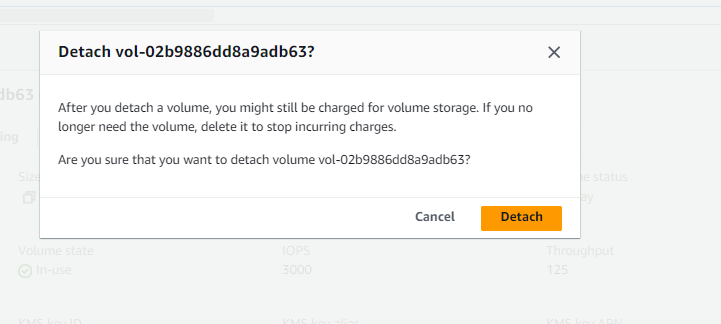 Detach vol-02b9886dd8a9adb63?
db63
After you detach a volume, you might still be charged for volume storage. If you no
longer need the volume, delete it to stop incurring charges.
ing
Are you sure that you want to detach volume vol-02b9886dd8a9adb63?
Size
e status
ay
Cancel
Detach
Volume state
IOPS
Throughput
In-use
3000
125
KMS key ID
KMS key alias
KMS key ARN